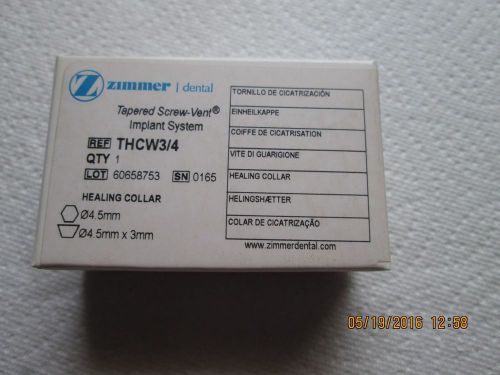 zimmer | dental
Tapered Screw-Vent®
Implant System
REF THCW3/4
QTY 1
LOT 60658753 SN 0165
HEALING COLLAR
Ø4.5mm
Ø4.5mm x 3mm
TORNILLO DE CICATRIZACIÓN
EINHEILKAPPE
COIFFE DE CICATRISATION
VITE DI GUARIGIONE
HEALING COLLAR
HELINGSHÆTTER
COLAR DE CICATRIZAÇÃO
www.zimmerdental.com
05/19/2016 12:58